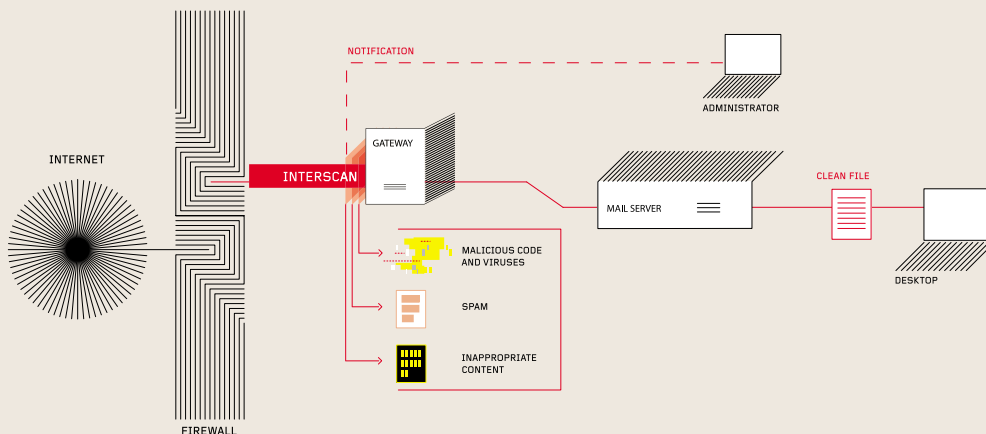 NOTIFICATION
ADMINISTRATOR
INTERNET
GATEWAY
INTERSCAN
CLEAN FILE
MAIL SERVER
MALICIOUS CODE
AND VIRUSES
DESKTOP
SPAM
INAPPROPRIATE
CONTENT
FIREWALL